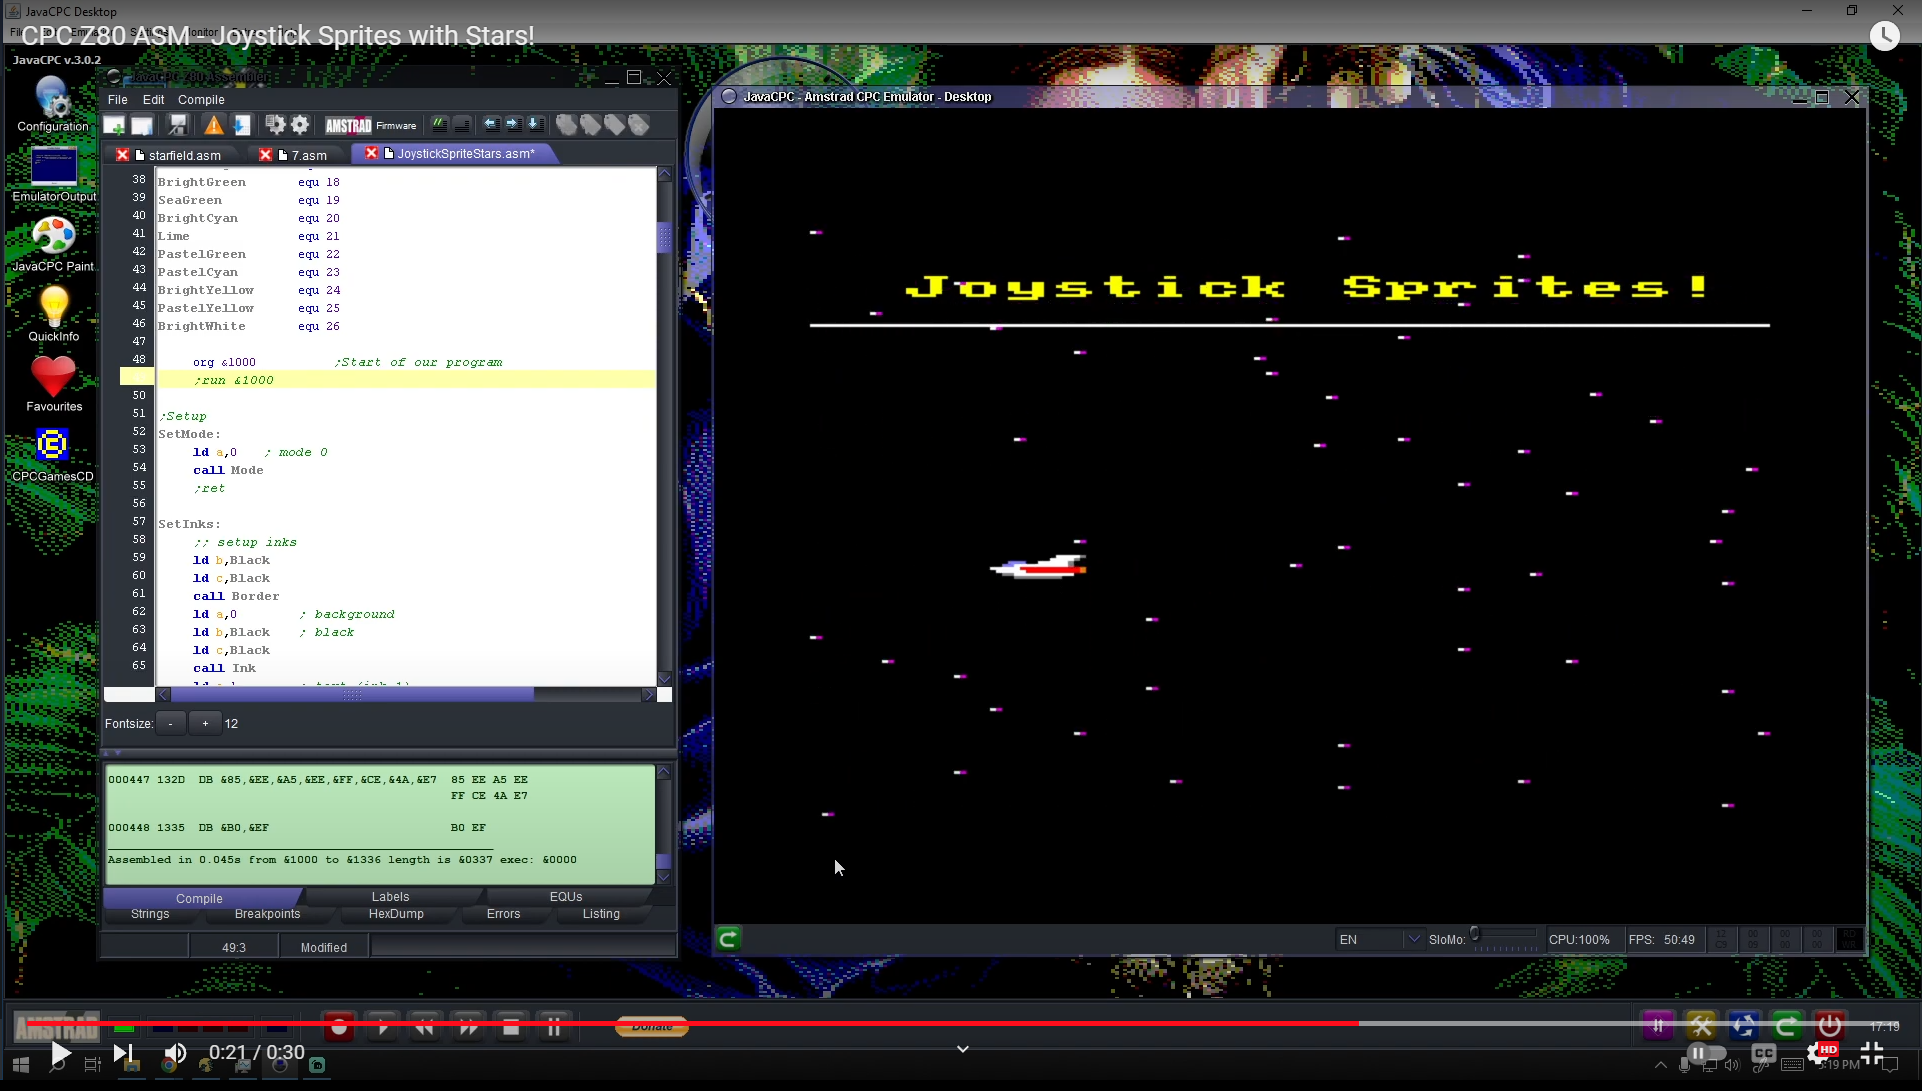 JavaCPC Desktop
CPC Z80 ASM - Joystick Sprites with Stars!
JavaCPC v.3.0.2
JavaCPC Z80 Assembler
File Edit Compile
AMSTRAD Firmware
starfield.asm 7.asm JoystickSpriteStars.asm*
Configuration
EmulatorOutput
JavaCPC Paint
QuickInfo
Favourites
CPCGamesCD
38 BrightGreen equ 18
39 SeaGreen equ 19
40 BrightCyan equ 20
41 Lime equ 21
42 PastelGreen equ 22
43 PastelCyan equ 23
44 BrightYellow equ 24
45 PastelYellow equ 25
46 BrightWhite equ 26
47
48 org &1000 ;Start of our program
;run &1000
50
51 ;Setup
52 SetMode:
53 ld a,0 ; mode 0
54 call Mode
55 ;ret
56
57 SetInks:
58 ;; setup inks
59 ld b,Black
60 ld c,Black
61 call Border
62 ld a,0 ; background
63 ld b,Black ; black
64 ld c,Black
65 call Ink
Fontsize: - + 12
000447 132D DB &85,&EE,&A5,&EE,&FF,&CE,&4A,&E7 85 EE A5 EE
FF CE 4A E7
000448 1335 DB &B0,&EF B0 EF
Assembled in 0.045s from &1000 to &1336 length is &0337 exec: &0000
Compile Labels EQUs
Strings Breakpoints HexDump Errors Listing
49:3 Modified
JavaCPC - Amstrad CPC Emulator - Desktop
Joystick Sprites!
EN SloMo: CPU:100% FPS: 50:49
AMSTRAD
Donate
17:19
0:21 / 0:30
CC
HD
5:19 PM